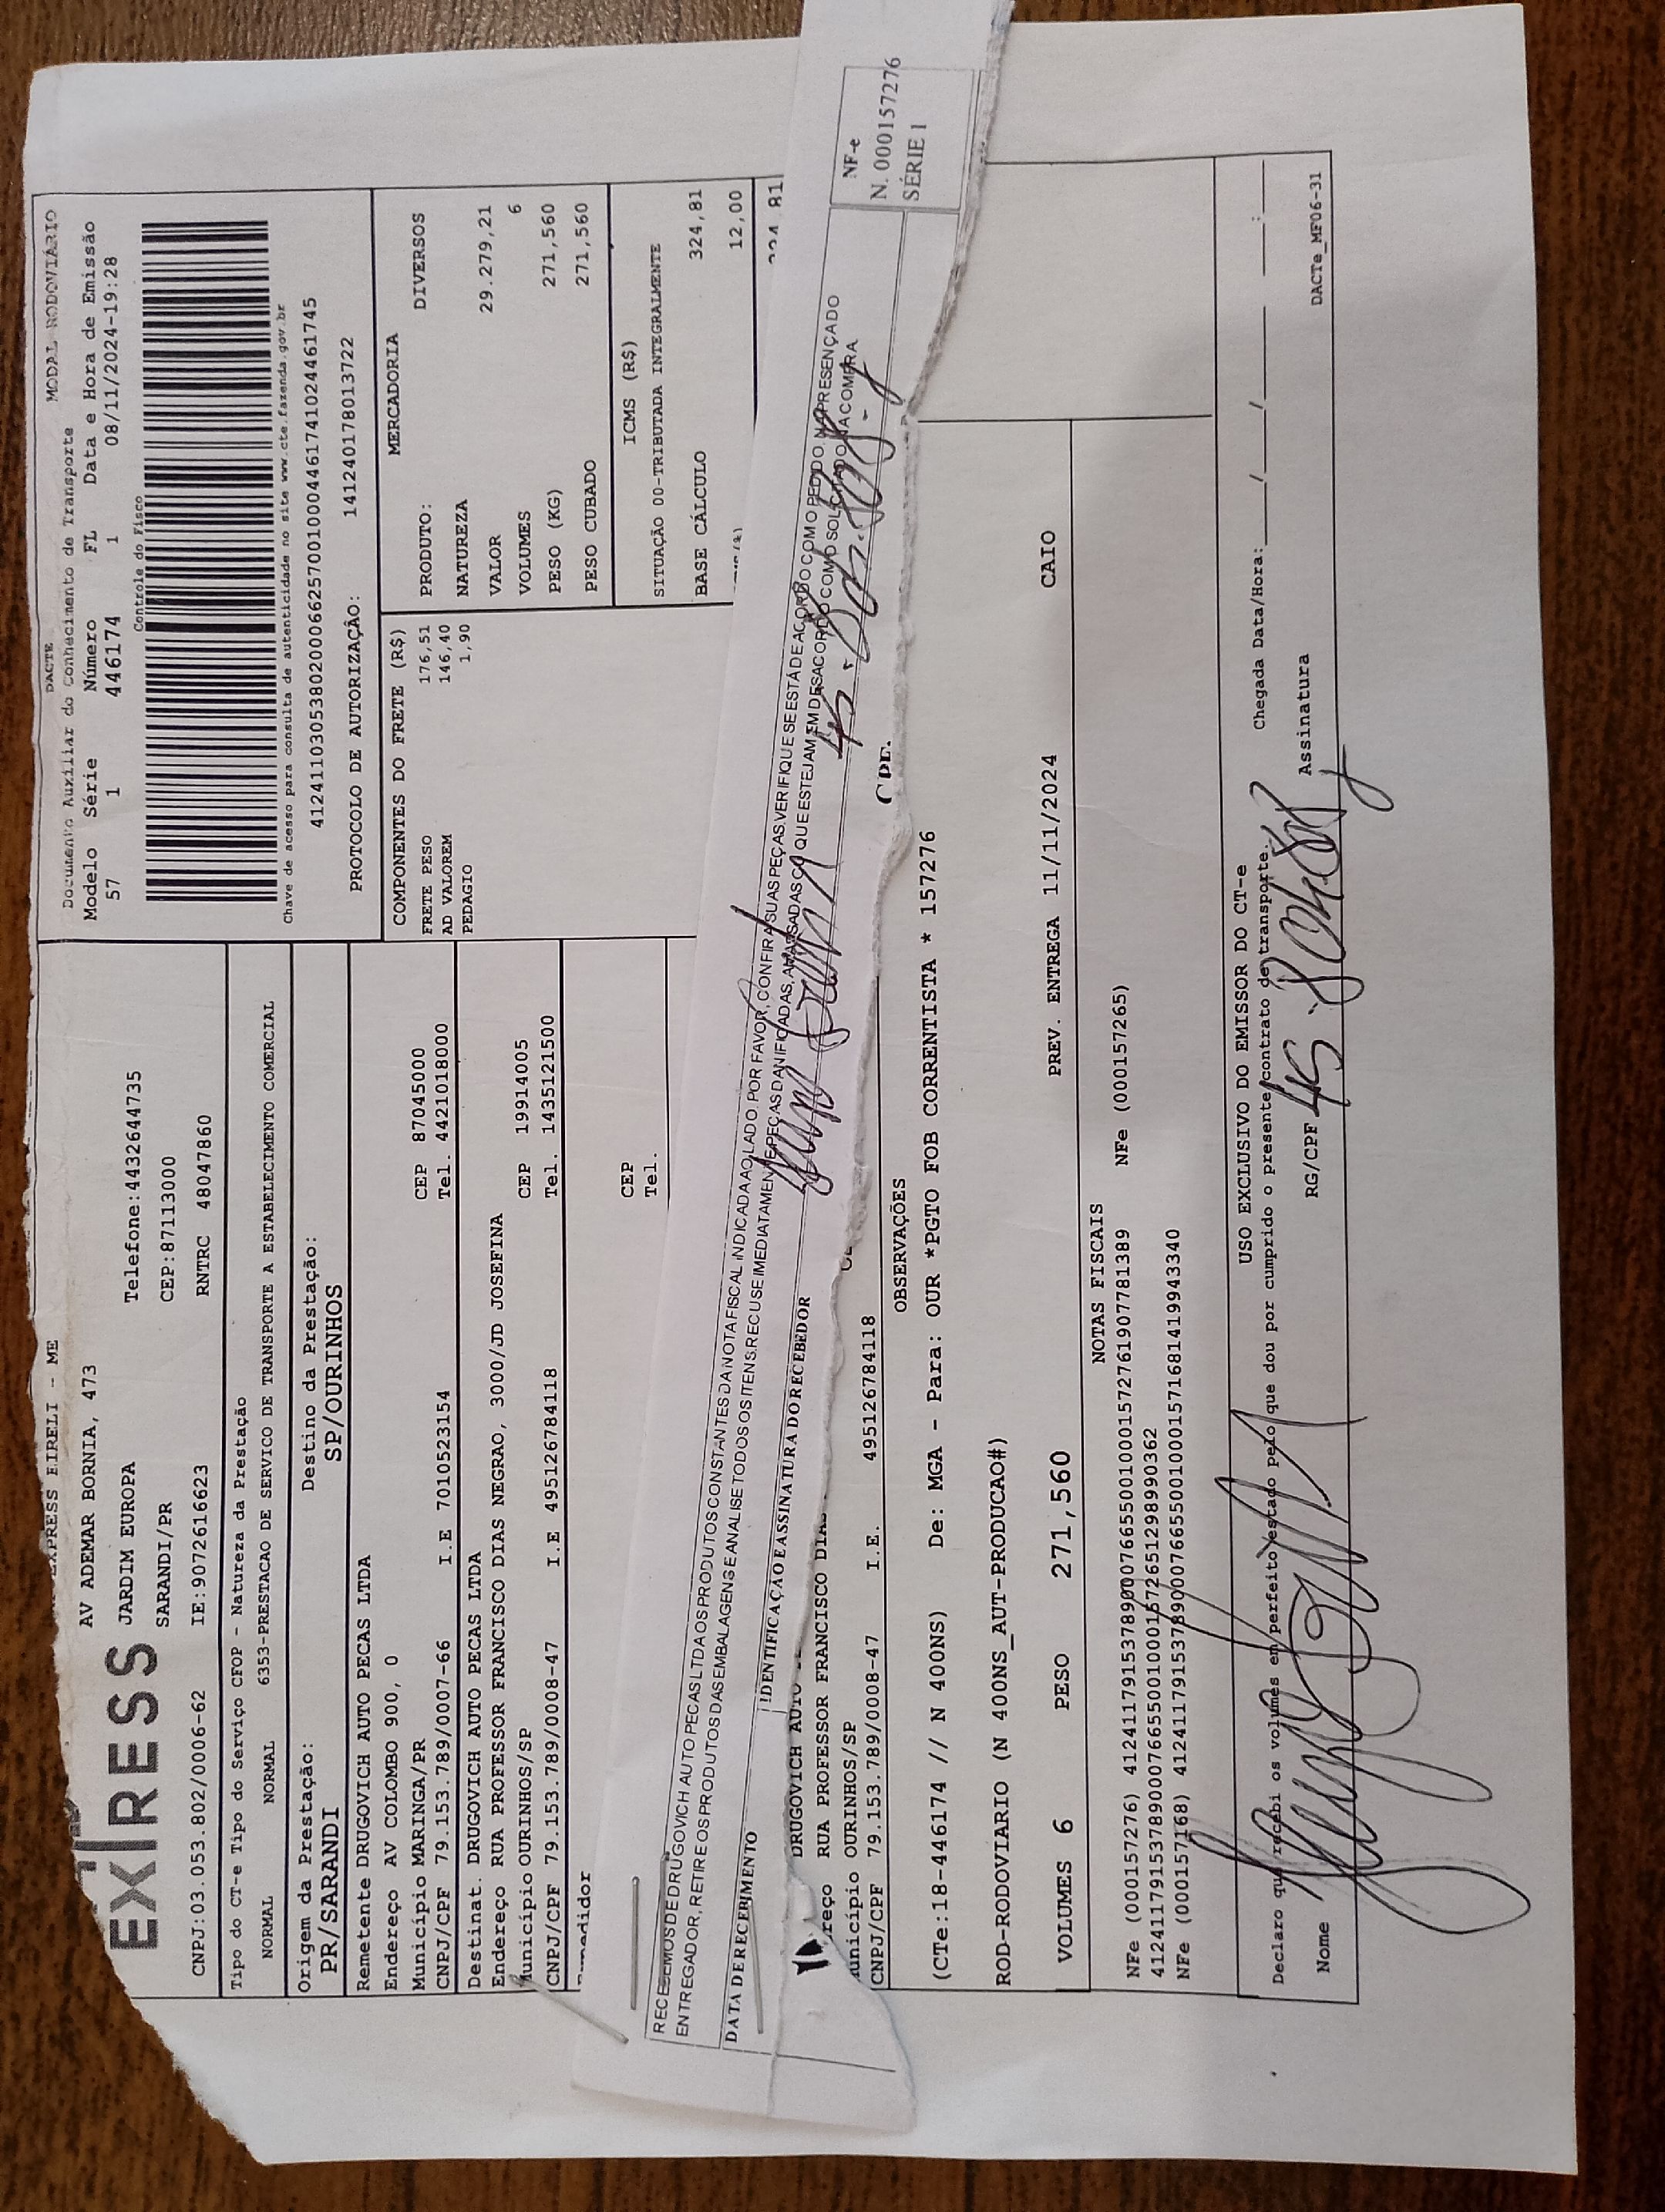 EXPRESS EIRELI - ME
EXPRESS
AV ADEMAR BORNIA, 473
JARDIM EUROPA Telefone:4432644735
SARANDI/PR CEP:87113000
CNPJ:03.053.802/0006-62 IE:9072616623 RNTRC 48047860
DACTE MODAL RODOVIÁRIO
Documento Auxiliar do Conhecimento de Transporte
Modelo Série Número FL Data e Hora de Emissão
57 1 446174 1 08/11/2024-19:28
Controle do Fisco
Chave de acesso para consulta de autenticidade no site www.cte.fazenda.gov.br
41241103053802000662570010004461741024461745
PROTOCOLO DE AUTORIZAÇÃO: 141240178013722
Tipo do CT-e Tipo do Serviço CFOP - Natureza da Prestação
NORMAL NORMAL 6353-PRESTACAO DE SERVICO DE TRANSPORTE A ESTABELECIMENTO COMERCIAL
Origem da Prestação: Destino da Prestação:
PR/SARANDI SP/OURINHOS
Remetente DRUGOVICH AUTO PECAS LTDA
Endereço AV COLOMBO 900, 0
Município MARINGA/PR CEP 87045000
CNPJ/CPF 79.153.789/0007-66 I.E 7010523154 Tel. 4421018000
Destinat. DRUGOVICH AUTO PECAS LTDA
Endereço RUA PROFESSOR FRANCISCO DIAS NEGRAO, 3000/JD JOSEFINA
Município OURINHOS/SP CEP 19914005
CNPJ/CPF 79.153.789/0008-47 I.E 495126784118 Tel. 1435121500
CEP
Tel.
COMPONENTES DO FRETE (R$)
FRETE PESO 176,51
AD VALOREM 146,40
PEDAGIO 1,90
MERCADORIA
PRODUTO: DIVERSOS
NATUREZA
VALOR 29.279,21
VOLUMES 6
PESO (KG) 271,560
PESO CUBADO 271,560
ICMS (R$)
SITUAÇÃO 00-TRIBUTADA INTEGRALMENTE
BASE CÁLCULO 324,81
12,00
324,81
RECEBEMOS DE DRUGOVICH AUTO PECAS LTDA OS PRODUTOS CONSTANTES DA NOTA FISCAL INDICADA AO LADO. POR FAVOR, CONFIRA SUAS PEÇAS. VERIFIQUE SE ESTÁ DE ACORDO COM O PEDIDO. NA PRESENÇA DO
ENTREGADOR, RETIRE OS PRODUTOS DAS EMBALAGENS E ANALISE TODOS OS ITENS. RECUSE IMEDIATAMENTE PEÇAS DANIFICADAS, AMASSADAS OU QUE ESTEJAM EM DESACORDO COM O SOLICITADO NA COMPRA
DATA DE RECEBIMENTO IDENTIFICAÇÃO E ASSINATURA DO RECEBEDOR CPF.
NF-e
N. 000157276
SÉRIE 1
DRUGOVICH AUTO
RUA PROFESSOR FRANCISCO DIAS
OURINHOS/SP
CNPJ/CPF 79.153.789/0008-47 I.E. 495126784118
OBSERVAÇÕES
(CTe:18-446174 // N 400NS) De: MGA - Para: OUR *PGTO FOB CORRENTISTA * 157276
ROD-RODOVIARIO (N 400NS_AUT-PRODUCAO#)
VOLUMES 6 PESO 271,560 PREV. ENTREGA 11/11/2024 CAIO
NOTAS FISCAIS
NFe (000157276) 41241179153789000766550010001572761907781389 NFe (000157265)
41241179153789000766550010001572651298990362
NFe (000157168) 41241179153789000766550010001571681419943340
USO EXCLUSIVO DO EMISSOR DO CT-e
Declaro que recebi os volumes em perfeito estado pelo que dou por cumprido o presente contrato de transporte. Chegada Data/Hora: / / :
Nome RG/CPF Assinatura
DACTe_MF06-31